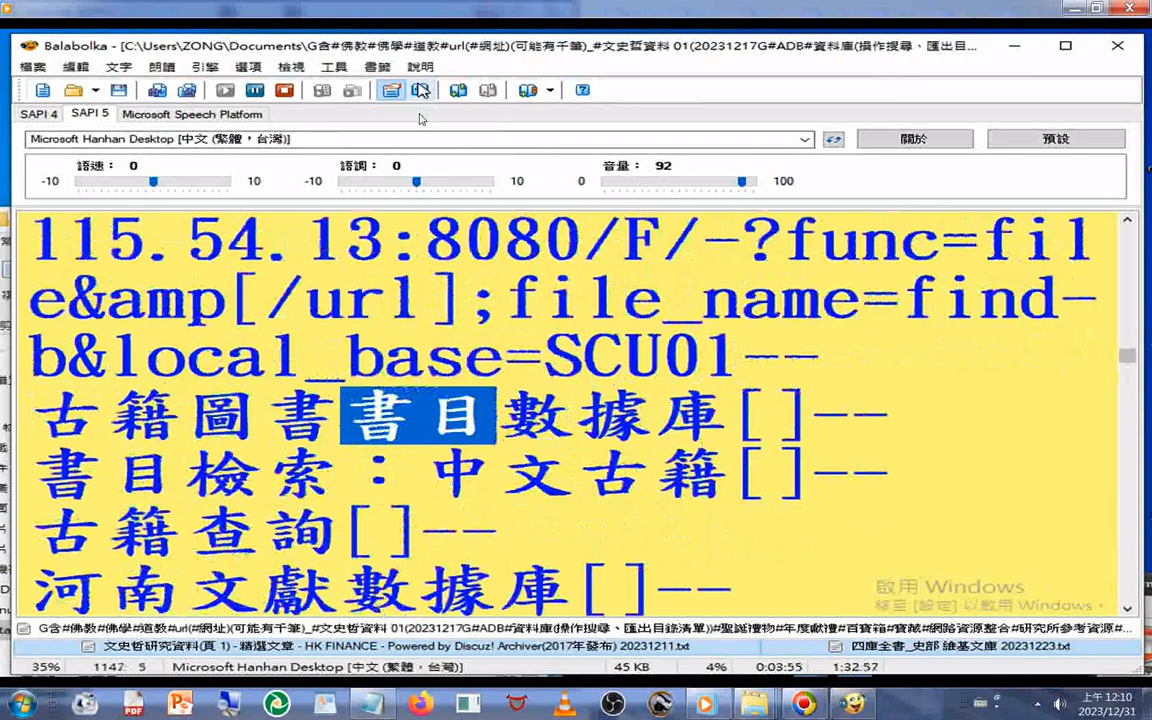 Balabolka - [C:\Users\ZONG\Documents\G含#佛教#佛學#道教#url(#網址)(可能有千筆)_#文史哲資料 01(20231217G#ADB#資料庫(操作搜尋、匯出目...
檔案 編輯 文字 朗讀 引擎 選項 檢視 工具 書籤 說明
SAPI 4 SAPI 5 Microsoft Speech Platform
Microsoft Hanhan Desktop [中文 (繁體，台灣)] 關於 預設
語速： 0 語調： 0 音量： 92
-10 10 -10 10 0 100
115.54.13:8080/F/-?func=fil
e&amp[/url];file_name=find-
b&local_base=SCU01--
古籍圖書書目數據庫[]--
書目檢索：中文古籍[]--
古籍查詢[]--
河南文獻數據庫[]--
啟用 Windows
移至 [設定] 以啟用 Windows。
G含#佛教#佛學#道教#url(#網址)(可能有千筆)_#文史哲資料 01(20231217G#ADB#資料庫(操作搜尋、匯出目錄清單))#聖誕禮物#年度獻禮#百寶箱#寶藏#網路資源整合#研究所參考資源#...
文史哲研究資料(頁 1) - 精選文章 - HK FINANCE - Powered by Discuz! Archiver(2017年發布) 20231211.txt 四庫全書_史部 維基文庫 20231223.txt
35% 1147: 5 Microsoft Hanhan Desktop [中文 (繁體，台灣)] 45 KB 4% 0:03:55 1:32.57
上午 12:10
2023/12/31